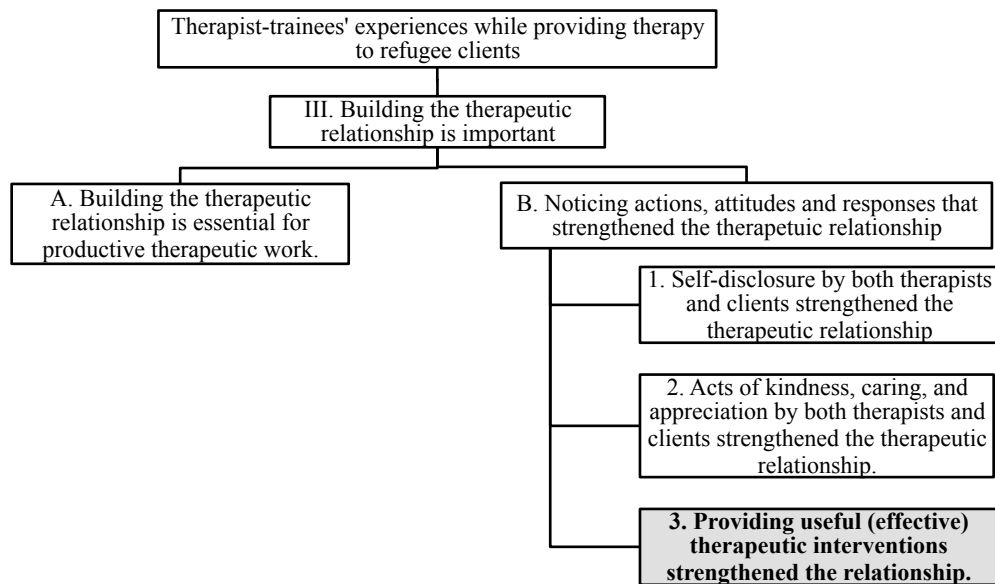 Therapist-trainees' experiences while providing therapy
to refugee clients
III. Building the therapeutic
relationship is important
A. Building the therapeutic
relationship is essential for
productive therapeutic work.
B. Noticing actions, attitudes and responses that
strengthened the therapetuic relationship
1. Self-disclosure by both therapists
and clients strengthened the
therapeutic relationship
2. Acts of kindness, caring, and
appreciation by both therapists and
clients strengthened the therapeutic
relationship.
3. Providing useful (effective)
therapeutic interventions
strengthened the relationship.